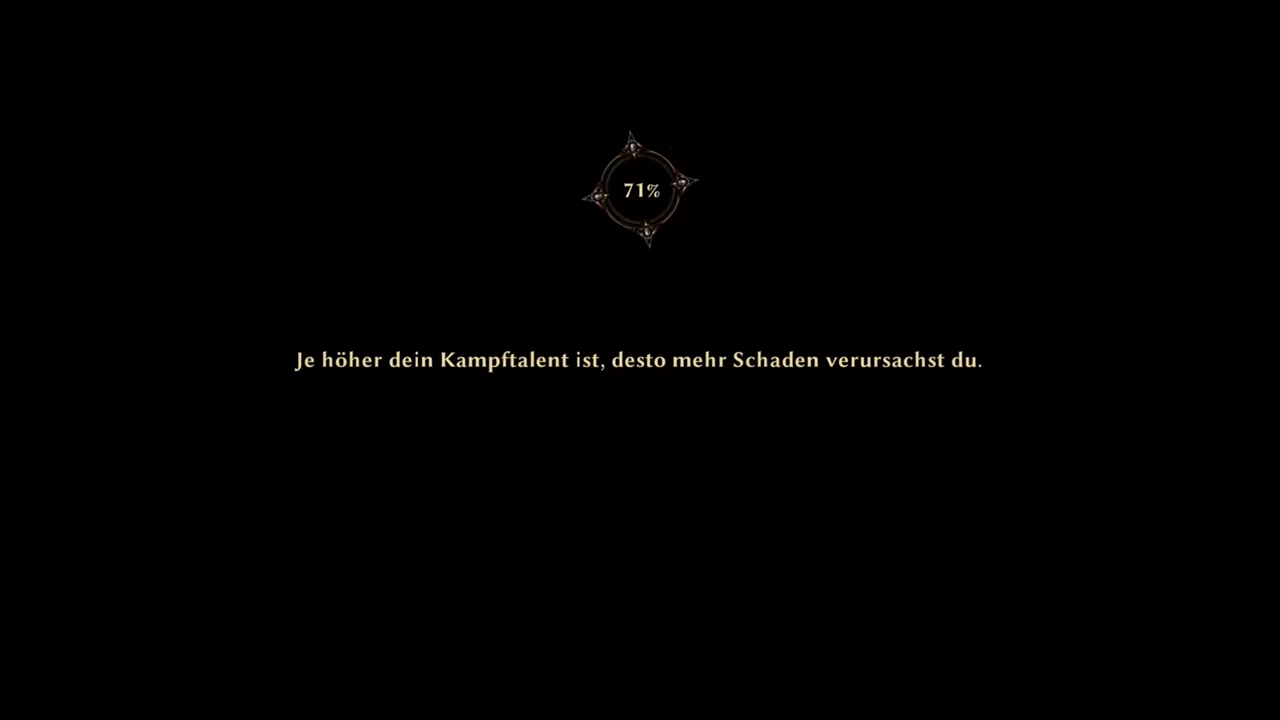 71%
Je höher dein Kampftalent ist, desto mehr Schaden verursachst du.